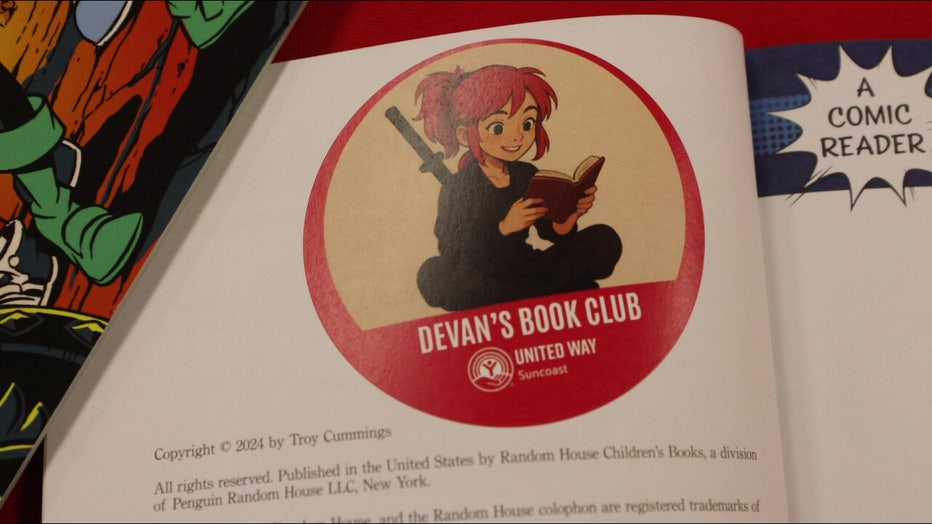 A
COMIC
READER
DEVAN'S BOOK CLUB
UNITED WAY
Suncoast
Copyright © 2024 by Troy Cummings
All rights reserved. Published in the United States by Random House Children's Books, a division
of Penguin Random House LLC, New York.
Random House, and the Random House colophon are registered trademarks of